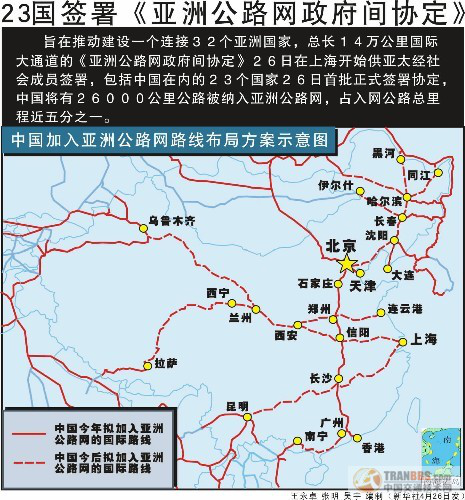 23国签署《亚洲公路网政府间协定》
旨在推动建设一个连接32个亚洲国家，总长14万公里国际
大通道的《亚洲公路网政府间协定》26日在上海开始供亚太经社
会成员签署，包括中国在内的23个国家26日首批正式签署协定，
中国将有26000公里公路被纳入亚洲公路网，占入网公路总里
程近五分之一。
中国加入亚洲公路网路线布局方案示意图
黑河
同江
伊尔什
哈尔滨
长春
乌鲁木齐
沈阳
北京
大连
天津
石家庄
西宁
兰州
郑州
连云港
西安
信阳
上海
拉萨
长沙
昆明
广州
南宁
香港
中国今年拟加入亚洲
公路网的国际路线
中国今后拟加入亚洲
公路网的国际路线
南
海
TRANBBS.com
中国交通技术网
王永卓 张明 吴宇 编制（新华社4月26日发）